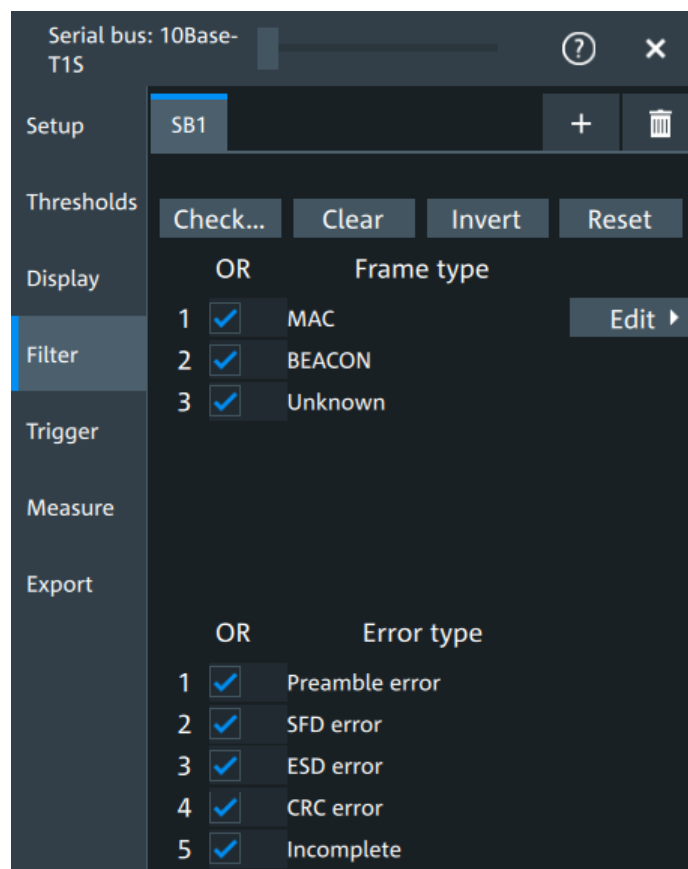 Serial bus: 10Base-
T1S
?
Setup
SB1
+
Thresholds
Check...
Clear
Invert
Reset
Display
OR
Frame type
1
MAC
Edit
Filter
2
BEACON
3
Unknown
Trigger
Measure
Export
OR
Error type
1
Preamble error
2
SFD error
3
ESD error
4
CRC error
5
Incomplete